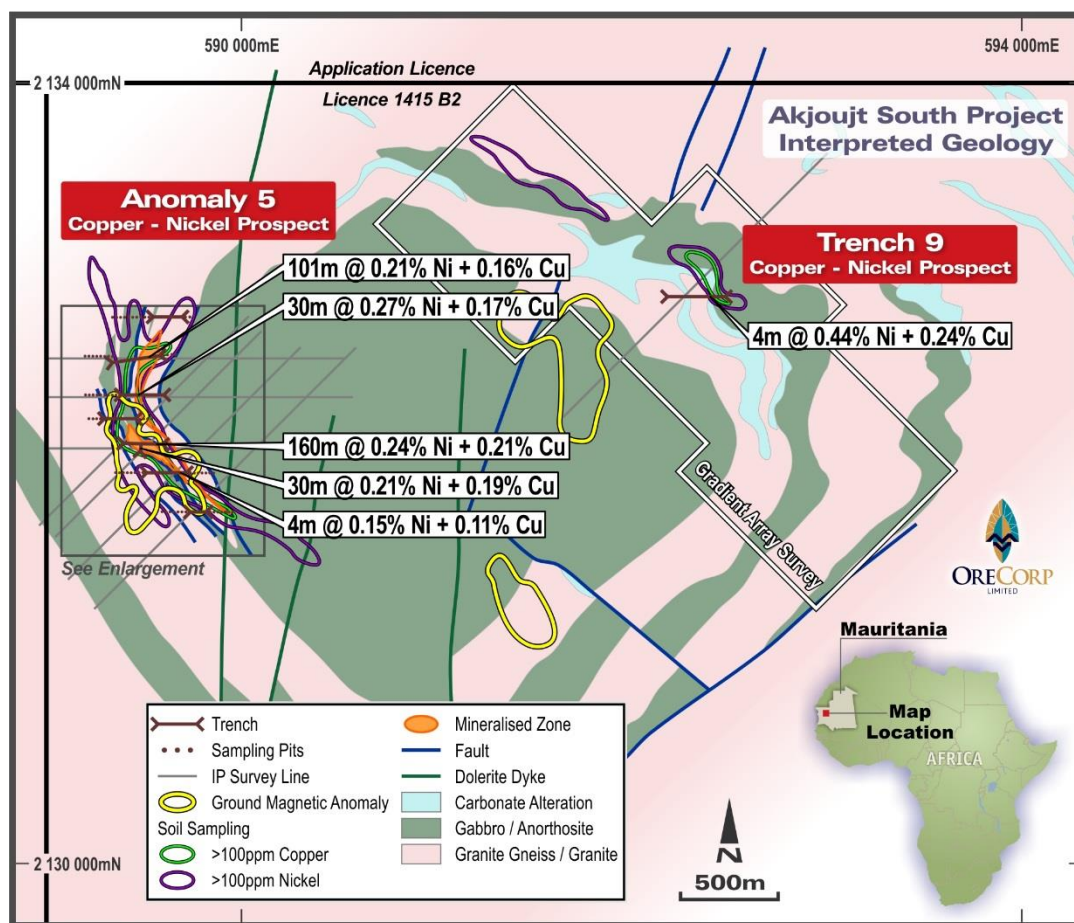 590 000mE
594 000mE
2 134 000mN
Application Licence
Licence 1415 B2
Akjoujt South Project
Interpreted Geology
Anomaly 5
Copper - Nickel Prospect
Trench 9
Copper - Nickel Prospect
101m @ 0.21% Ni + 0.16% Cu
30m @ 0.27% Ni + 0.17% Cu
4m @ 0.44% Ni + 0.24% Cu
160m @ 0.24% Ni + 0.21% Cu
30m @ 0.21% Ni + 0.19% Cu
4m @ 0.15% Ni + 0.11% Cu
See Enlargement
Gradient Array Survey
ORECORP
LIMITED
Mauritania
Map
Location
AFRICA
Trench
Sampling Pits
IP Survey Line
Ground Magnetic Anomaly
Soil Sampling
>100ppm Copper
>100ppm Nickel
Mineralised Zone
Fault
Dolerite Dyke
Carbonate Alteration
Gabbro / Anorthosite
Granite Gneiss / Granite
2 130 000mN
N
500m